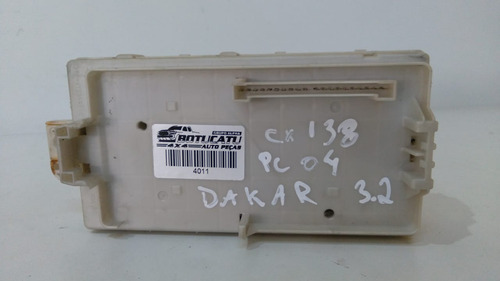 BOTUCATU
4X4 AUTO PEÇAS
4011
CX 138
PC 04
DAKAR 3.2